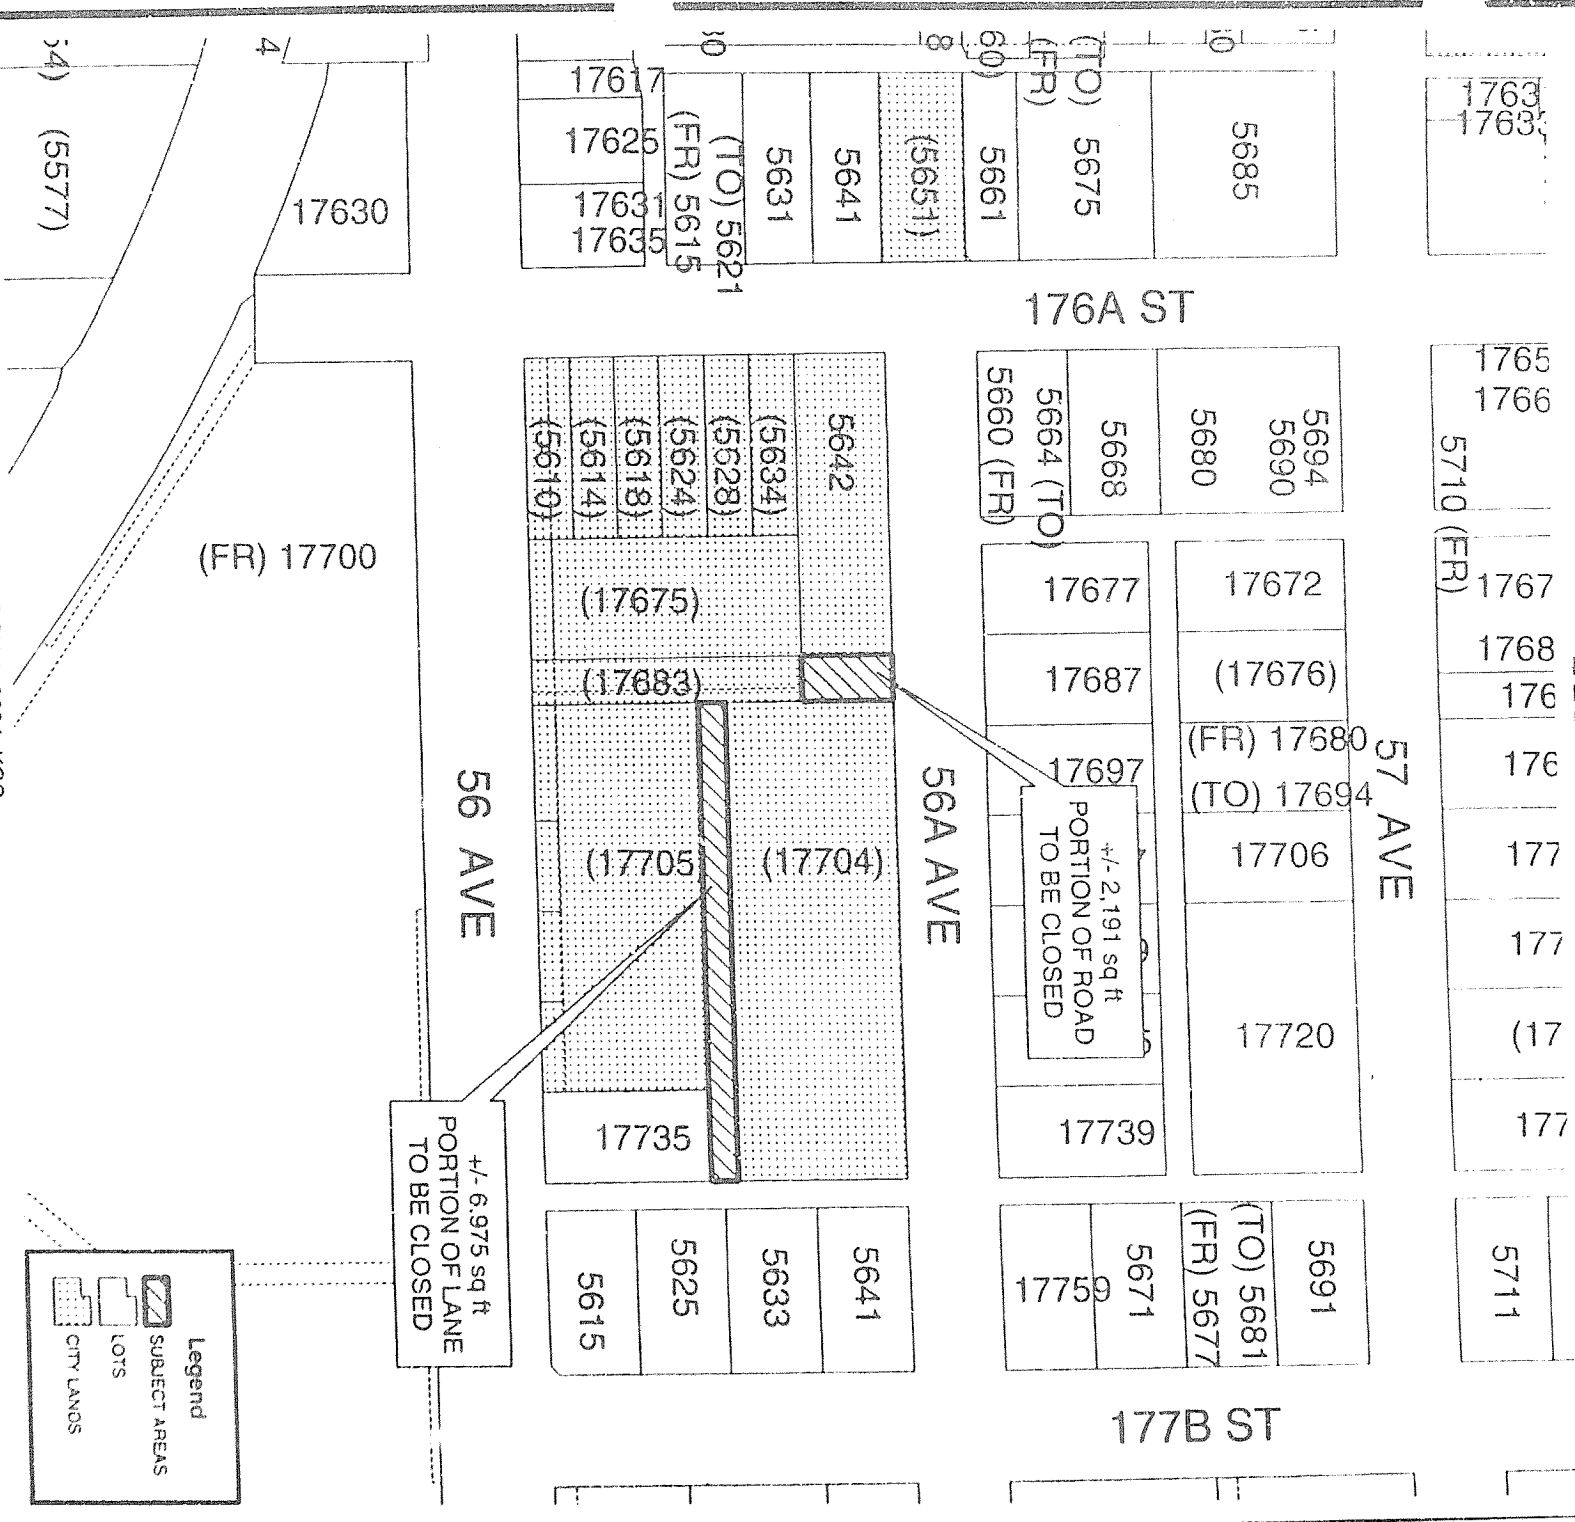 (5577)
17630
17617
17625
17631
17635
(FR) 5615
(TO) 5621
5631
5641
(5651)
5661
(FR)
(TO)
5675
5685
176A ST
(5610)
(5614)
(5618)
(5624)
(5628)
(5634)
5642
5660 (FR)
5664 (TO)
5668
5680
5690
5694
5710 (FR)
(FR) 17700
(17675)
(17683)
17677
17672
17687
(17676)
17697
(FR) 17680
(TO) 17694
56 AVE
56A AVE
57 AVE
(17705)
(17704)
17706
17720
17735
17739
+/- 2,191 sq ft
PORTION OF ROAD
TO BE CLOSED
+/- 6.975 sq ft
PORTION OF LANE
TO BE CLOSED
5615
5625
5633
5641
17759
5671
(FR) 5677
(TO) 5681
5691
5711
177B ST
Legend
SUBJECT AREAS
LOTS
CITY LANDS